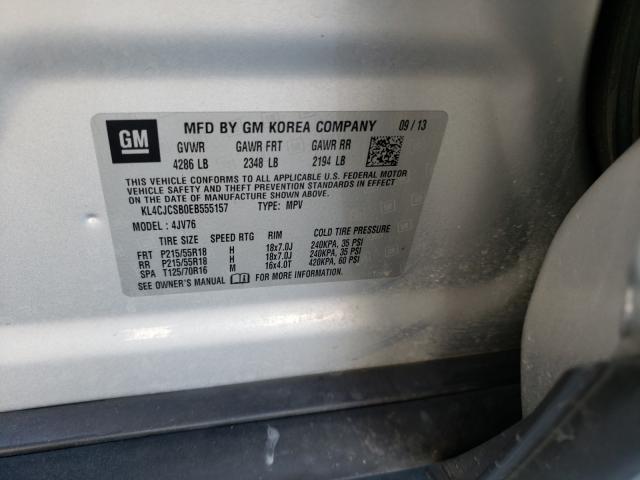 GM
MFD BY GM KOREA COMPANY 09 / 13
GVWR GAWR FRT GAWR RR
4286 LB 2348 LB 2194 LB
THIS VEHICLE CONFORMS TO ALL APPLICABLE U.S. FEDERAL MOTOR
VEHICLE SAFETY AND THEFT PREVENTION STANDARDS IN EFFECT
ON THE DATE OF MANUFACTURE SHOWN ABOVE.
KL4CJCSB0EB555157 TYPE: MPV
MODEL : 4JV76
TIRE SIZE SPEED RTG RIM COLD TIRE PRESSURE
FRT P215/55R18 H 18x7.0J 240KPA, 35 PSI
RR P215/55R18 H 18x7.0J 240KPA, 35 PSI
SPA T125/70R16 M 16x4.0T 420KPA, 60 PSI
SEE OWNER'S MANUAL FOR MORE INFORMATION.